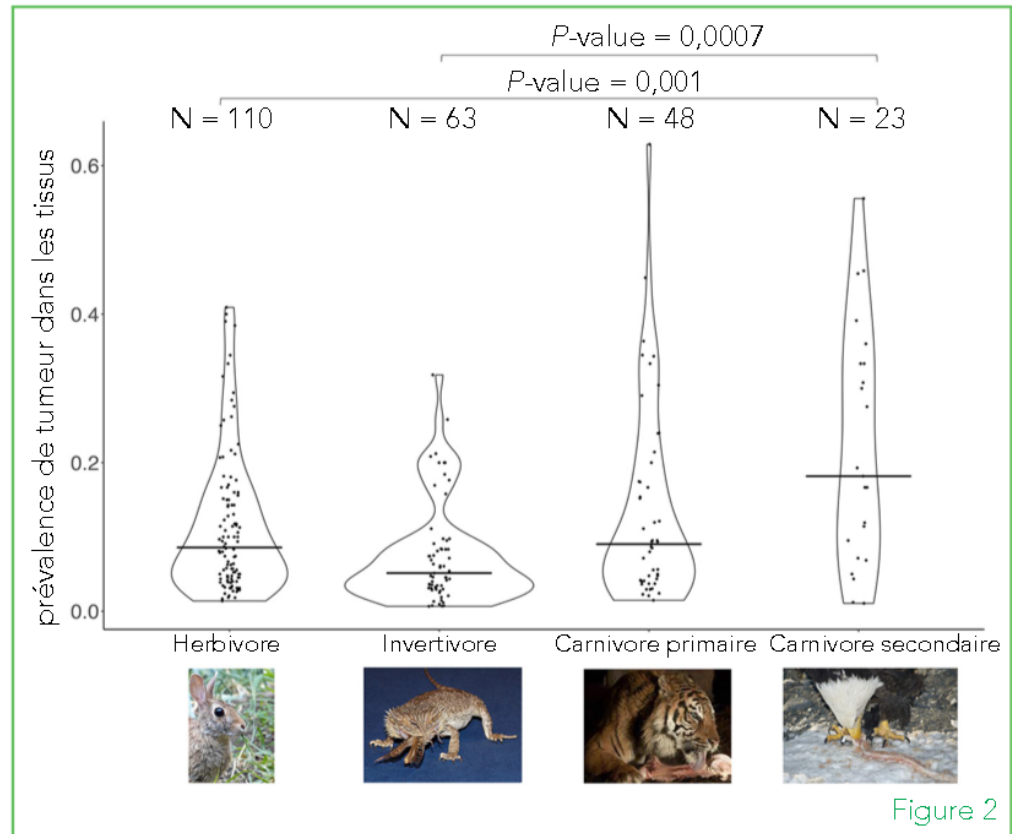 P-value = 0,0007
P-value = 0,001
N = 110 N = 63 N = 48 N = 23
prévalence de tumeur dans les tissus
0.6
0.4
0.2
0.0
Herbivore Invertivore Carnivore primaire Carnivore secondaire
Figure 2